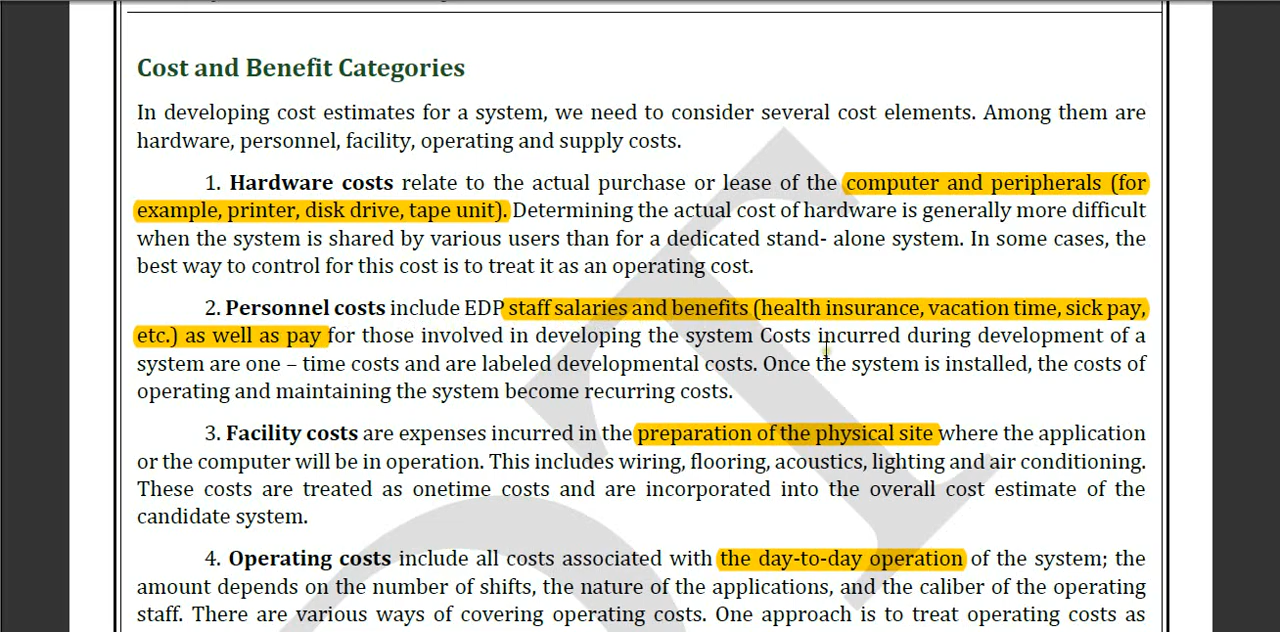 Cost and Benefit Categories
In developing cost estimates for a system, we need to consider several cost elements. Among them are
hardware, personnel, facility, operating and supply costs.
1. Hardware costs relate to the actual purchase or lease of the computer and peripherals (for
example, printer, disk drive, tape unit). Determining the actual cost of hardware is generally more difficult
when the system is shared by various users than for a dedicated stand- alone system. In some cases, the
best way to control for this cost is to treat it as an operating cost.
2. Personnel costs include EDP staff salaries and benefits (health insurance, vacation time, sick pay,
etc.) as well as pay for those involved in developing the system Costs incurred during development of a
system are one – time costs and are labeled developmental costs. Once the system is installed, the costs of
operating and maintaining the system become recurring costs.
3. Facility costs are expenses incurred in the preparation of the physical site where the application
or the computer will be in operation. This includes wiring, flooring, acoustics, lighting and air conditioning.
These costs are treated as onetime costs and are incorporated into the overall cost estimate of the
candidate system.
4. Operating costs include all costs associated with the day-to-day operation of the system; the
amount depends on the number of shifts, the nature of the applications, and the caliber of the operating
staff. There are various ways of covering operating costs. One approach is to treat operating costs as